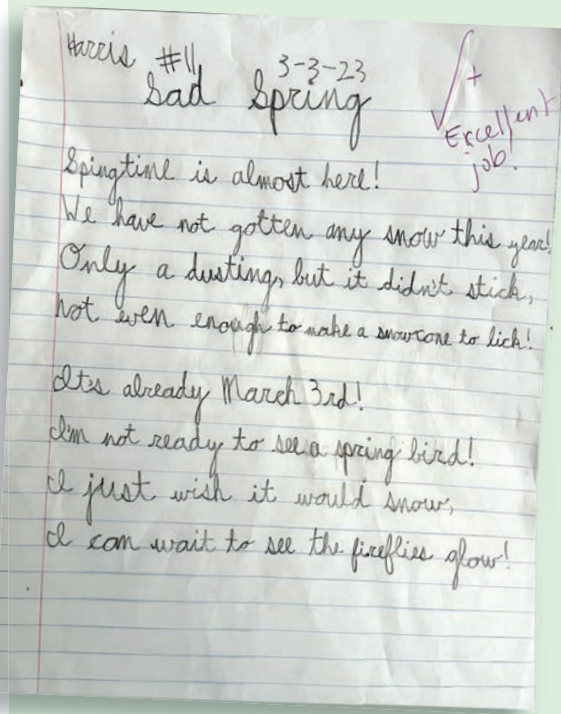 Harris #11 3-3-23
Sad Spring
✓+
Excellent
job!
Spingtime is almost here!
We have not gotten any snow this year!
Only a dusting, but it didn't stick,
not even enough to make a snowcone to lick!
It's already March 3rd!
I'm not ready to see a spring bird!
I just wish it would snow,
I can wait to see the fireflies glow!